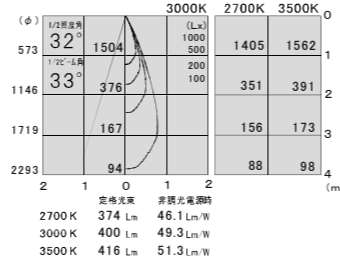 (φ) 3000K 2700K 3500K
1/2照度角 (Lx) 0
32° 1000
573 1504 500 1405 1562 1
1/2ビーム角 200
33° 100
1146 376 351 391 2
1719 167 156 173 3
2293 94 88 98 4
2 1 0 1 2 (m
定格光束 非調光電源時
2700K 374 Lm 46.1 Lm/W
3000K 400 Lm 49.3 Lm/W
3500K 416 Lm 51.3 Lm/W